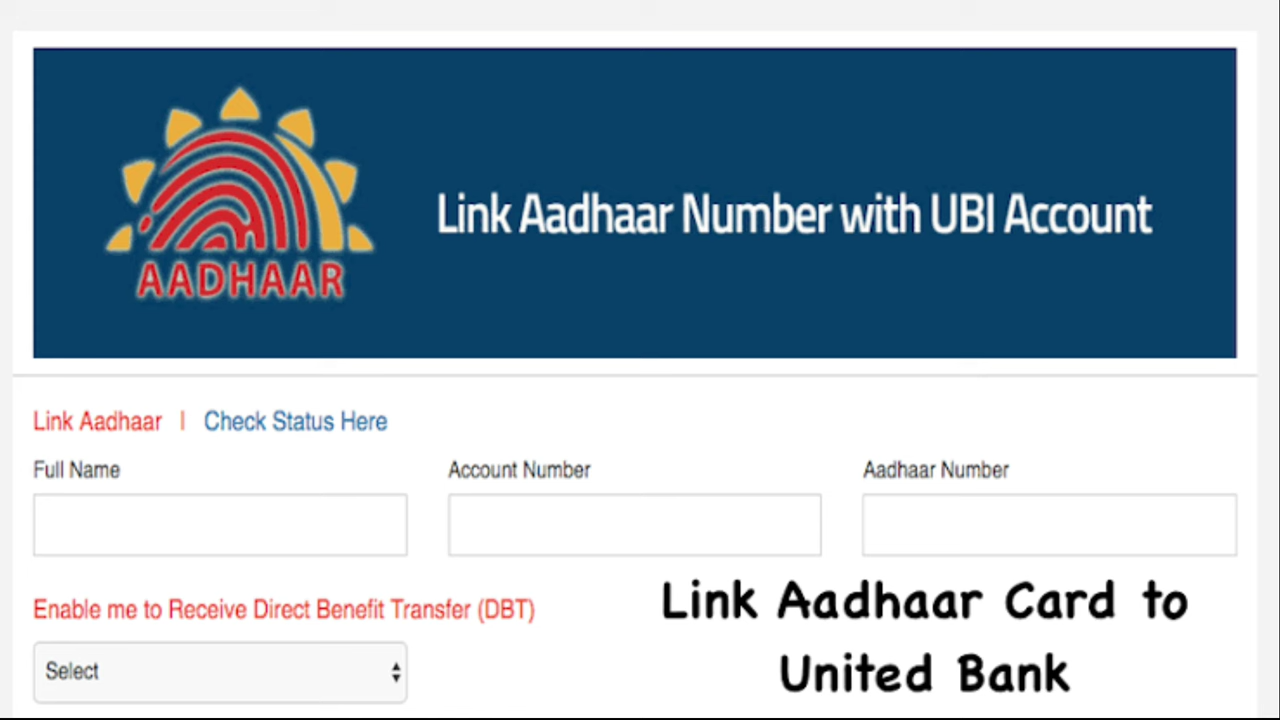 AADHAAR
Link Aadhaar Number with UBI Account
Link Aadhaar | Check Status Here
Full Name
Account Number
Aadhaar Number
Enable me to Receive Direct Benefit Transfer (DBT)
Select
Link Aadhaar Card to
United Bank